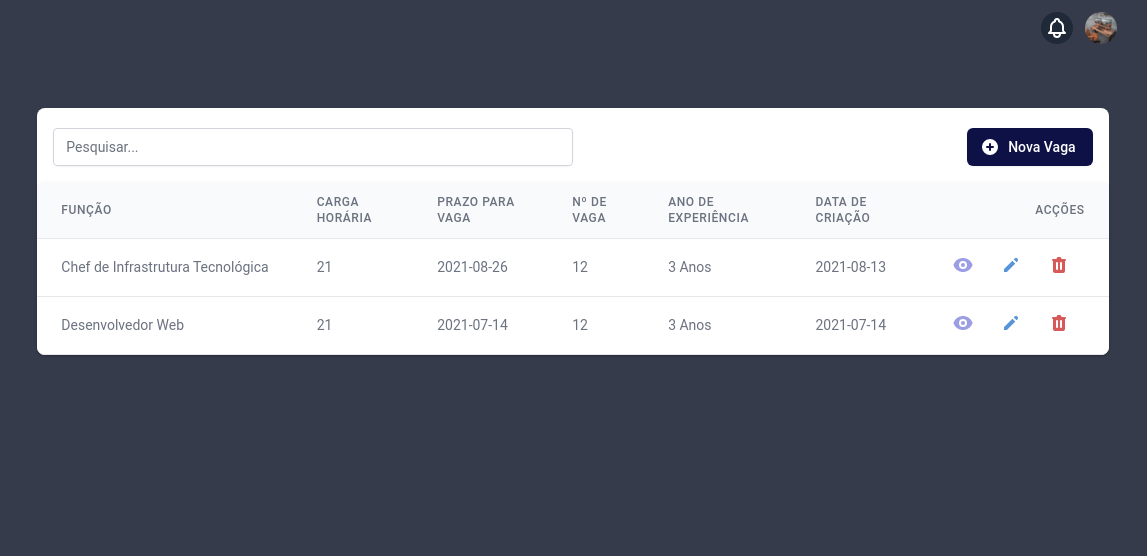 Pesquisar...
Nova Vaga
FUNÇÃO
CARGA HORÁRIA
PRAZO PARA VAGA
Nº DE VAGA
ANO DE EXPERIÊNCIA
DATA DE CRIAÇÃO
ACÇÕES
Chef de Infrastrutura Tecnológica 21 2021-08-26 12 3 Anos 2021-08-13
Desenvolvedor Web 21 2021-07-14 12 3 Anos 2021-07-14